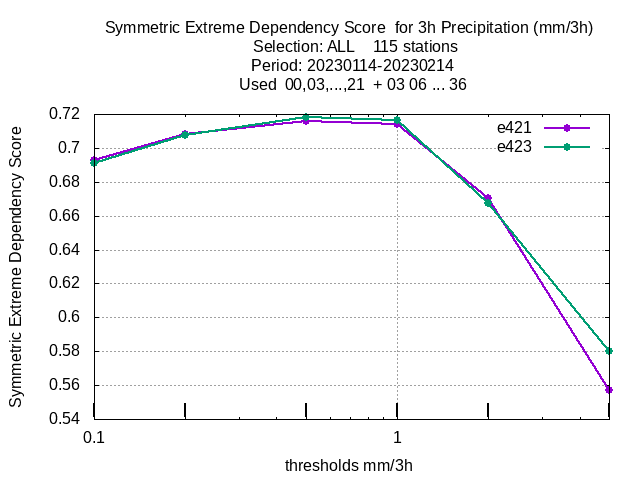 Symmetric Extreme Dependency Score  for 3h Precipitation (mm/3h)
Selection: ALL    115 stations
Period: 20230114-20230214
Used  00,03,...,21  + 03 06 ... 36
Symmetric Extreme Dependency Score
0.72
0.7
0.68
0.66
0.64
0.62
0.6
0.58
0.56
0.54
e421
e423
0.1
1
thresholds mm/3h